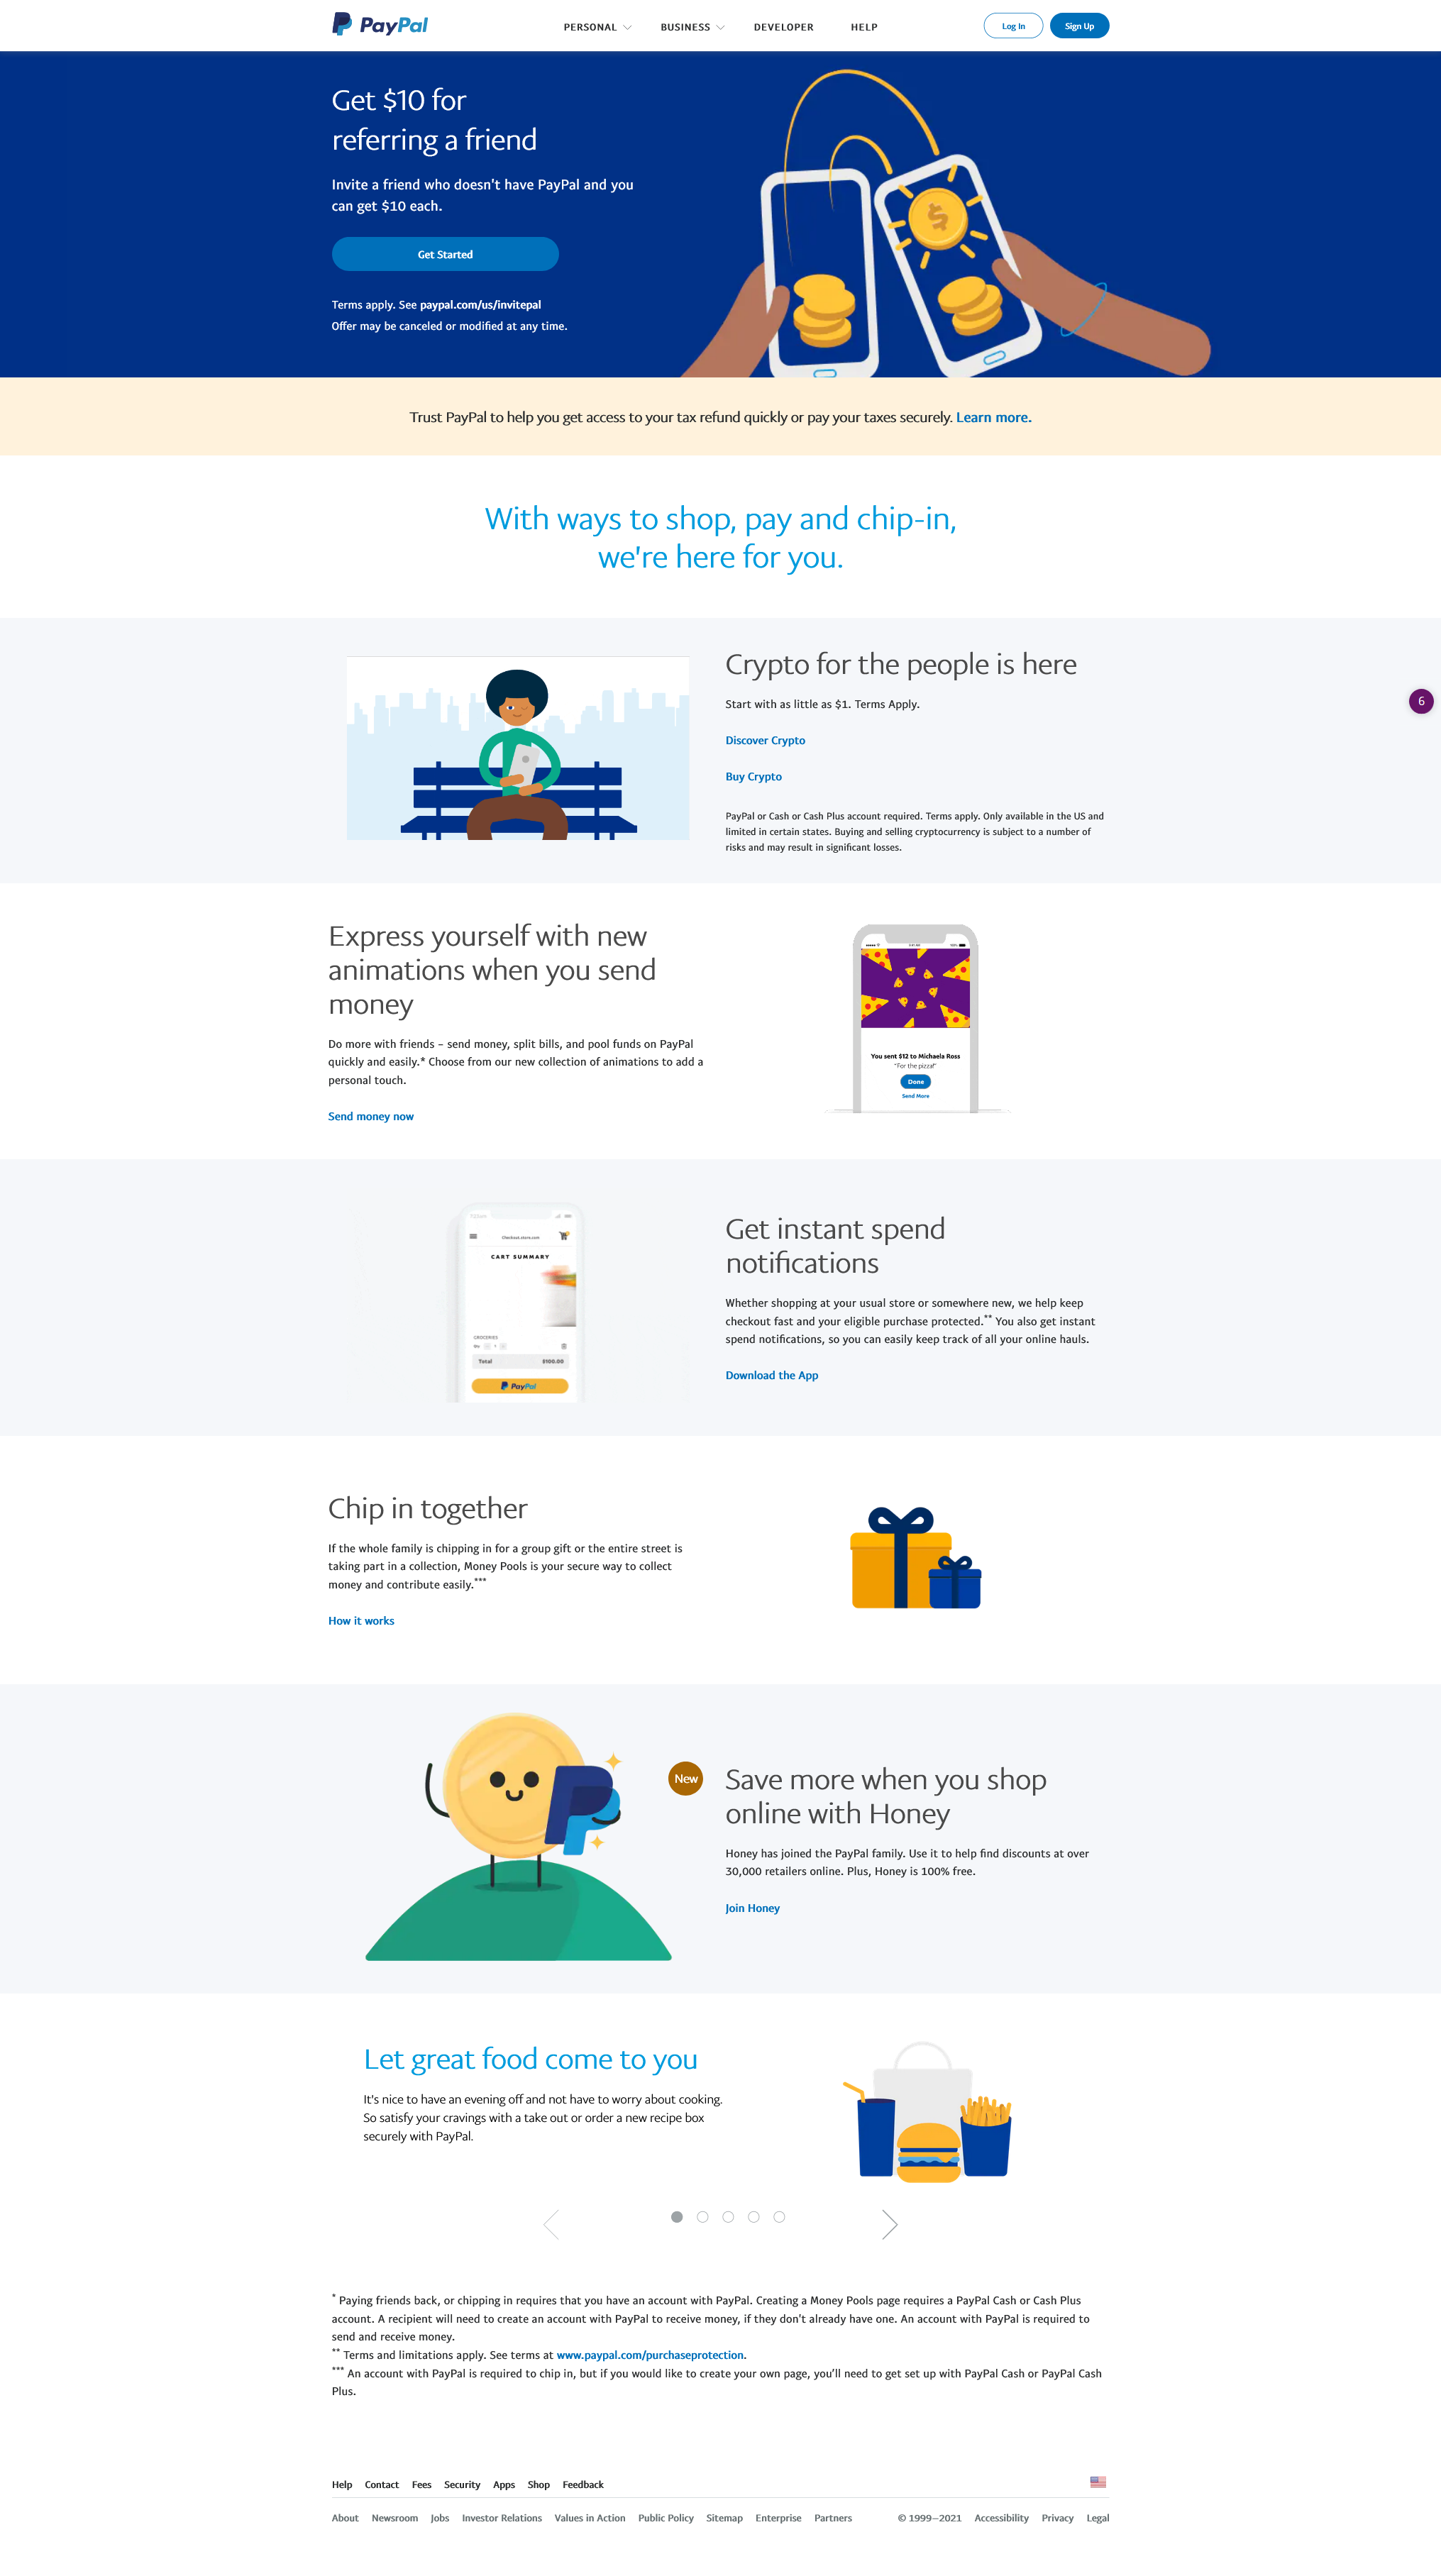 PayPal
PERSONAL
BUSINESS
DEVELOPER
HELP
Log In
Sign Up
Get $10 for
referring a friend
Invite a friend who doesn't have PayPal and you
can get $10 each.
Get Started
Terms apply. See paypal.com/us/invitepal
Offer may be canceled or modified at any time.
$
Trust PayPal to help you get access to your tax refund quickly or pay your taxes securely. Learn more.
With ways to shop, pay and chip-in,
we're here for you.
Crypto for the people is here
Start with as little as $1. Terms Apply.
Discover Crypto
Buy Crypto
PayPal or Cash or Cash Plus account required. Terms apply. Only available in the US and
limited in certain states. Buying and selling cryptocurrency is subject to a number of
risks and may result in significant losses.
6
Express yourself with new
animations when you send
money
Do more with friends – send money, split bills, and pool funds on PayPal
quickly and easily.* Choose from our new collection of animations to add a
personal touch.
Send money now
You sent $12 to Michaela Ross
"For the pizza!"
Done
Send More
CART SUMMARY
GROCERIES
Total $100.00
PayPal
Get instant spend
notifications
Whether shopping at your usual store or somewhere new, we help keep
checkout fast and your eligible purchase protected.** You also get instant
spend notifications, so you can easily keep track of all your online hauls.
Download the App
Chip in together
If the whole family is chipping in for a group gift or the entire street is
taking part in a collection, Money Pools is your secure way to collect
money and contribute easily.***
How it works
New
Save more when you shop
online with Honey
Honey has joined the PayPal family. Use it to help find discounts at over
30,000 retailers online. Plus, Honey is 100% free.
Join Honey
Let great food come to you
It's nice to have an evening off and not have to worry about cooking.
So satisfy your cravings with a take out or order a new recipe box
securely with PayPal.
* Paying friends back, or chipping in requires that you have an account with PayPal. Creating a Money Pools page requires a PayPal Cash or Cash Plus
account. A recipient will need to create an account with PayPal to receive money, if they don't already have one. An account with PayPal is required to
send and receive money.
** Terms and limitations apply. See terms at www.paypal.com/purchaseprotection.
*** An account with PayPal is required to chip in, but if you would like to create your own page, you'll need to get set up with PayPal Cash or PayPal Cash
Plus.
Help Contact Fees Security Apps Shop Feedback
About Newsroom Jobs Investor Relations Values in Action Public Policy Sitemap Enterprise Partners © 1999–2021 Accessibility Privacy Legal